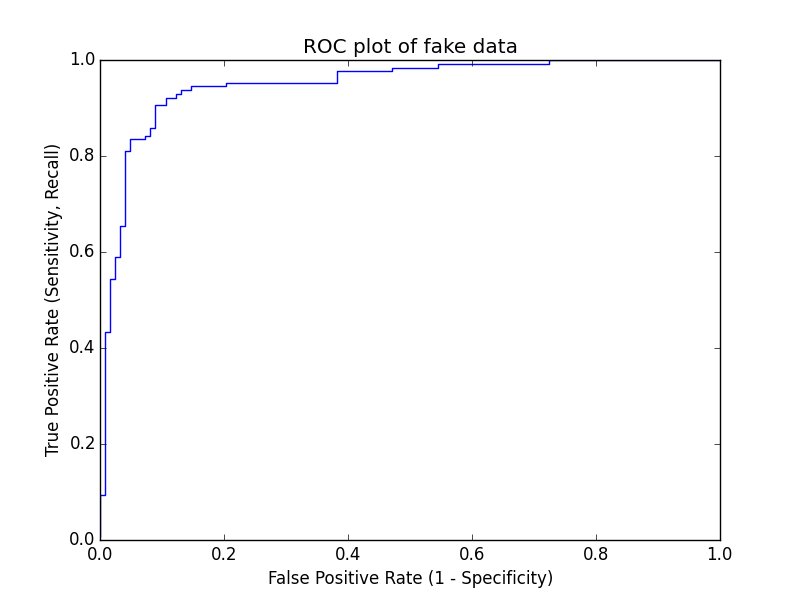 ROC plot of fake data
1.0
0.8
0.6
0.4
0.2
0.0
True Positive Rate (Sensitivity, Recall)
0.0 0.2 0.4 0.6 0.8 1.0
False Positive Rate (1 - Specificity)